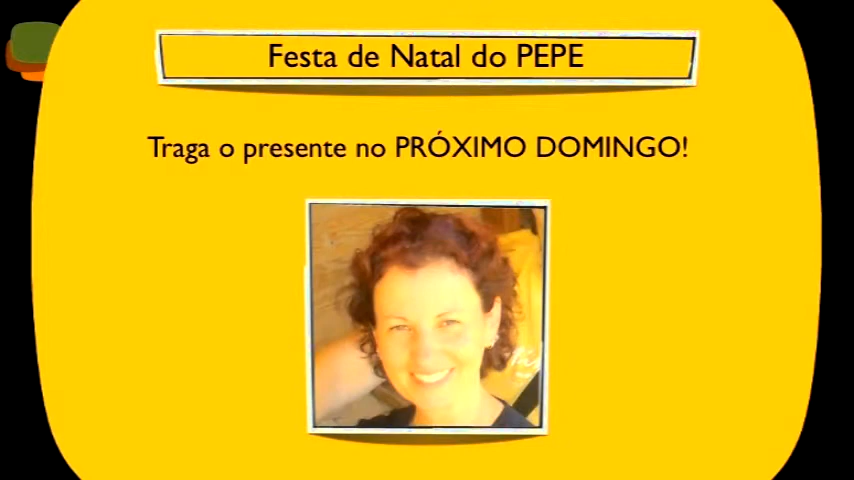 Festa de Natal do PEPE
Traga o presente no PRÓXIMO DOMINGO!